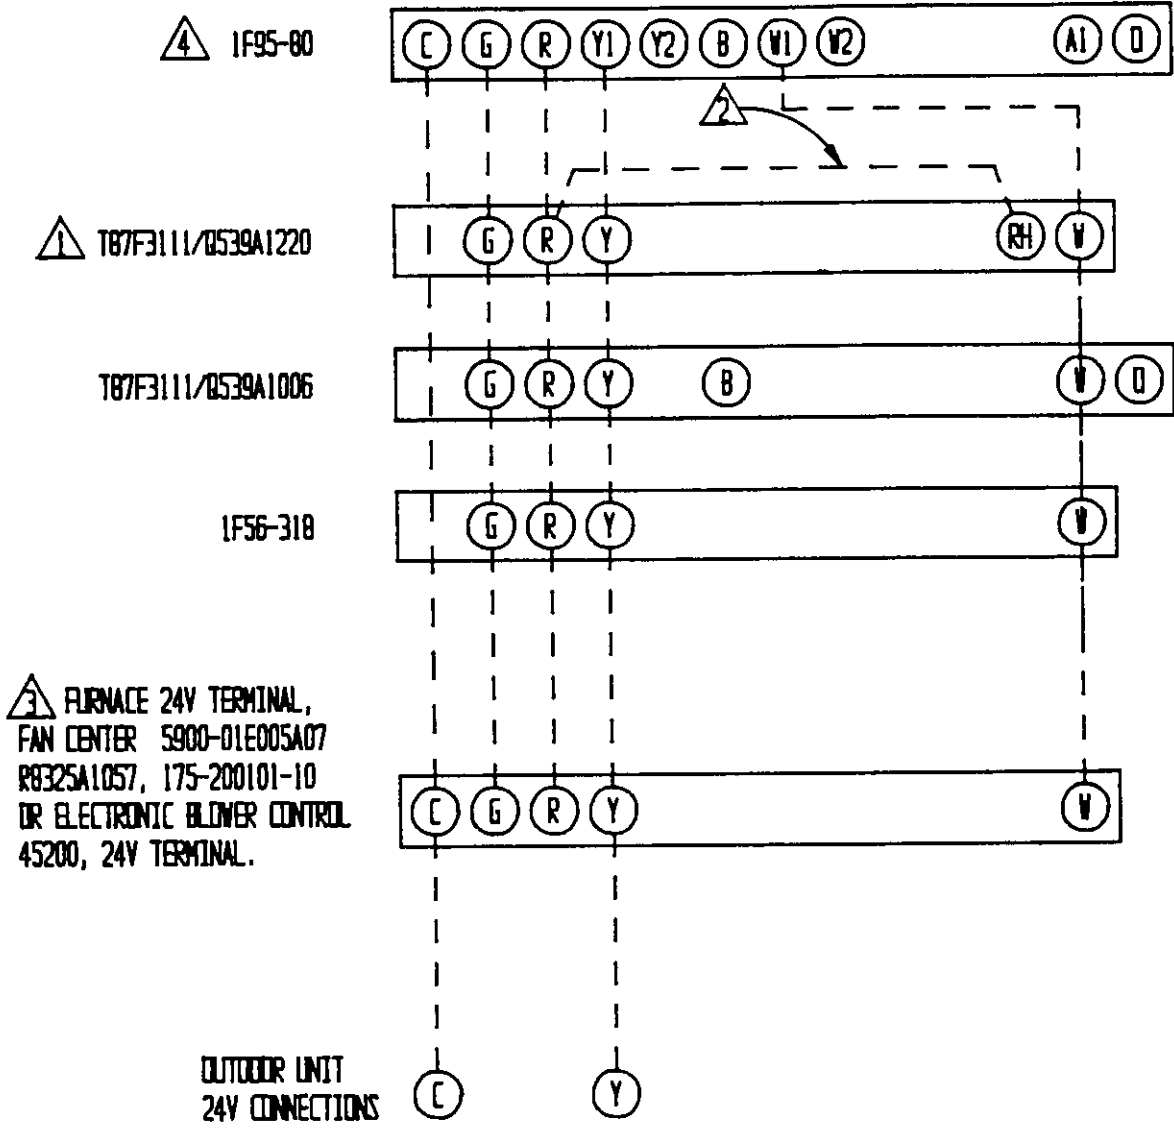 4 1F95-80 C G R Y1 Y2 B W1 W2 A1 O
2
1 T87F3111/Q539A1220 G R Y RH W
T87F3111/Q539A1006 G R Y B W O
1F56-318 G R Y W
3 FURNACE 24V TERMINAL,
FAN CENTER 5900-01E005A07
R8325A1057, 175-200101-10
OR ELECTRONIC BLOWER CONTROL
45200, 24V TERMINAL.
C G R Y W
OUTDOOR UNIT
24V CONNECTIONS
C Y